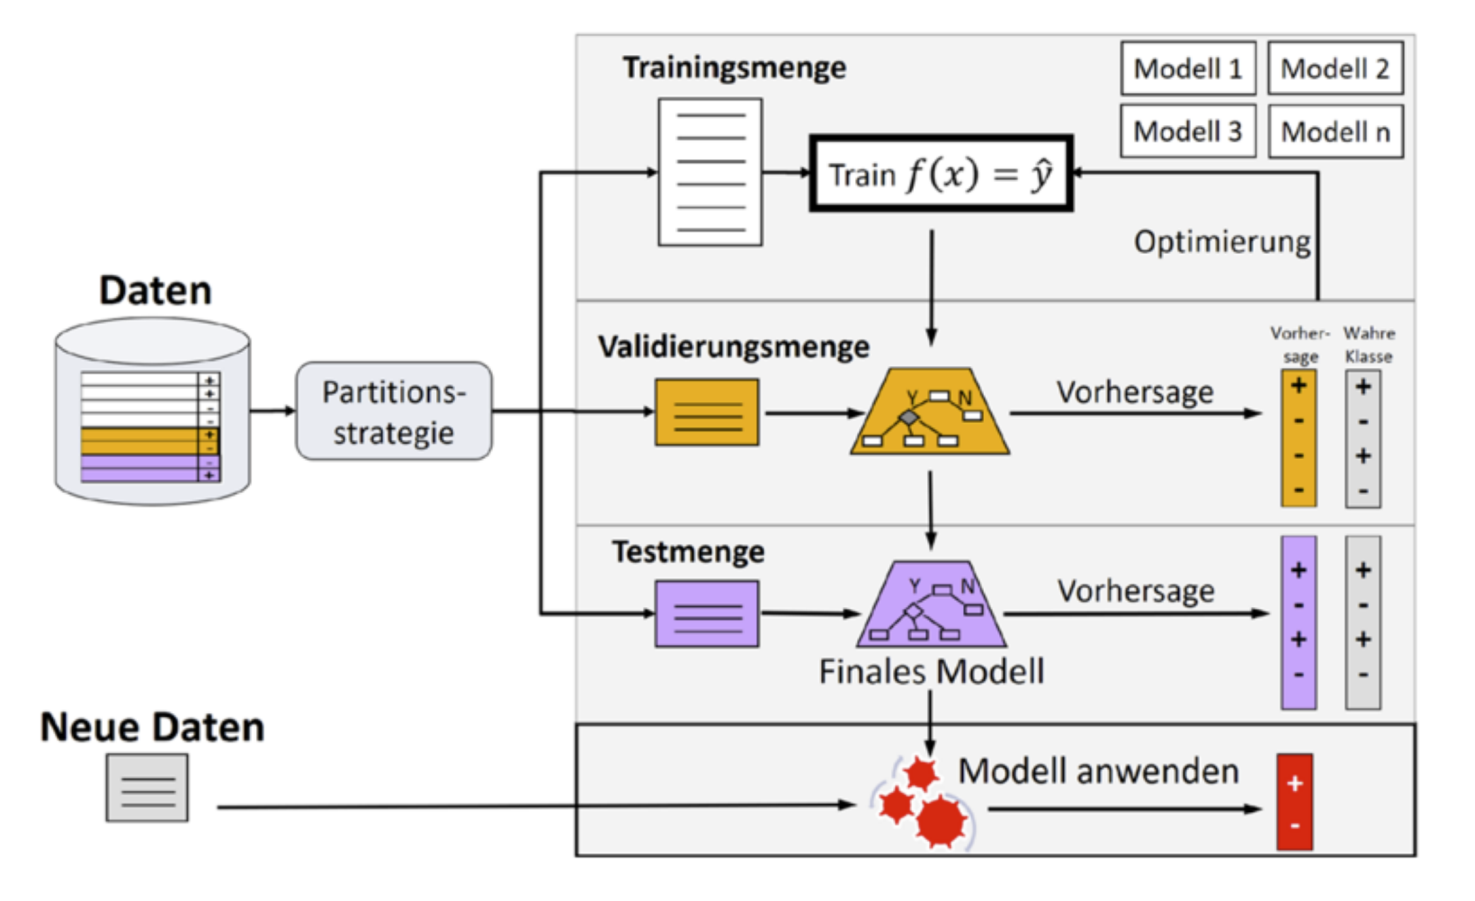 Trainingsmenge
Modell 1
Modell 2
Modell 3
Modell n
Train f(x) = ŷ
Optimierung
Daten
+
+
-
-
+
-
-
+
Partitions-
strategie
Validierungsmenge
Y
N
Vorhersage
Vorher-
sage
Wahre
Klasse
+ +
- -
- +
- -
Testmenge
Y
N
Vorhersage
+ +
- -
+ +
- -
Finales Modell
Neue Daten
Modell anwenden
+
-